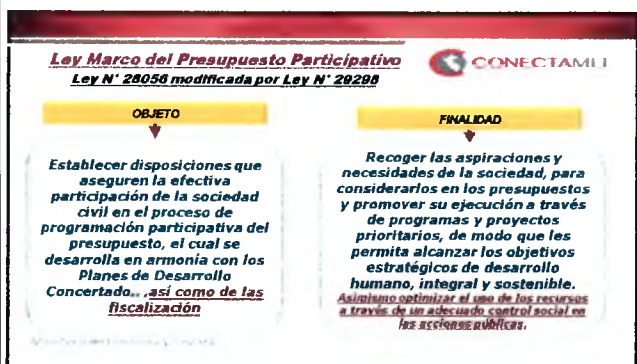 Ley Marco del Presupuesto Participativo
Ley N° 28056 modificada por Ley N° 29298
CONECTAMEF
OBJETO
Establecer disposiciones que
aseguren la efectiva
participación de la sociedad
civil en el proceso de
programación participativa del
presupuesto, el cual se
desarrolla en armonía con los
Planes de Desarrollo
Concertado.. ,así como de las
fiscalización
FINALIDAD
Recoger las aspiraciones y
necesidades de la sociedad, para
considerarlos en los presupuestos
y promover su ejecución a través
de programas y proyectos
prioritarios, de modo que les
permita alcanzar los objetivos
estratégicos de desarrollo
humano, integral y sostenible.
Asimismo optimizar el uso de los recursos
a través de un adecuado control social en
las acciones públicas.